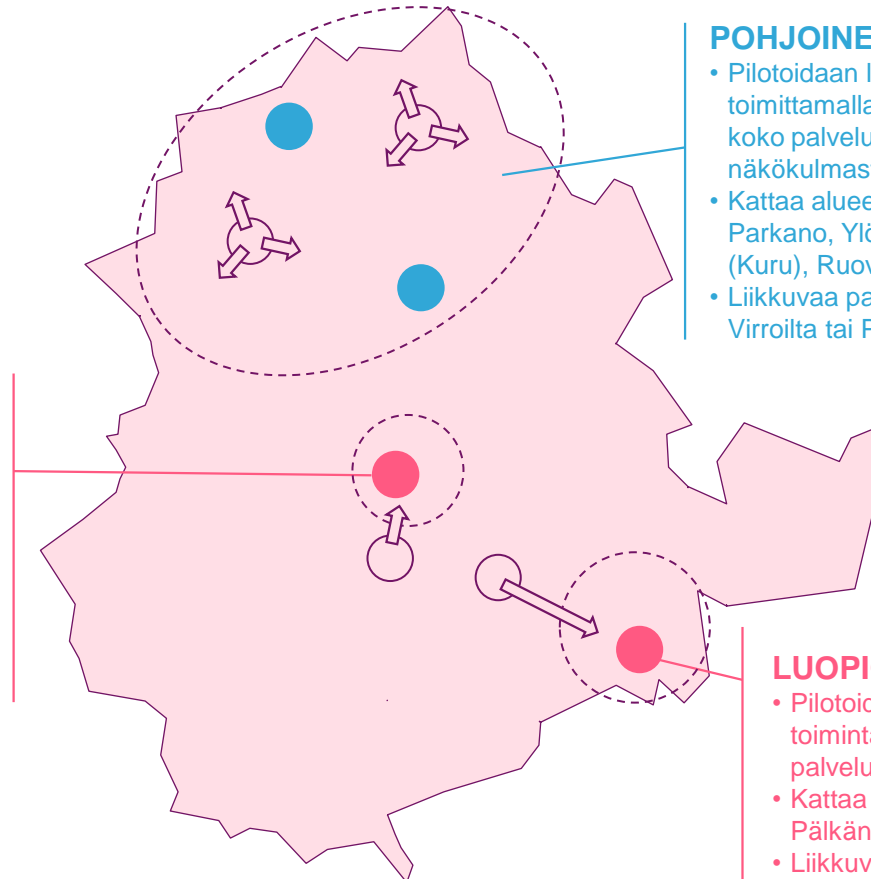 POHJOINE
• Pilotoidaan l
toimittamalla
koko palvelu
näkökulmas
• Kattaa aluee
Parkano, Ylö
(Kuru), Ruov
• Liikkuvaa pa
Virroilta tai P
LUOPI
• Pilotoid
toiminta
palvelu
• Kattaa
Pälkän
• Liikkuv